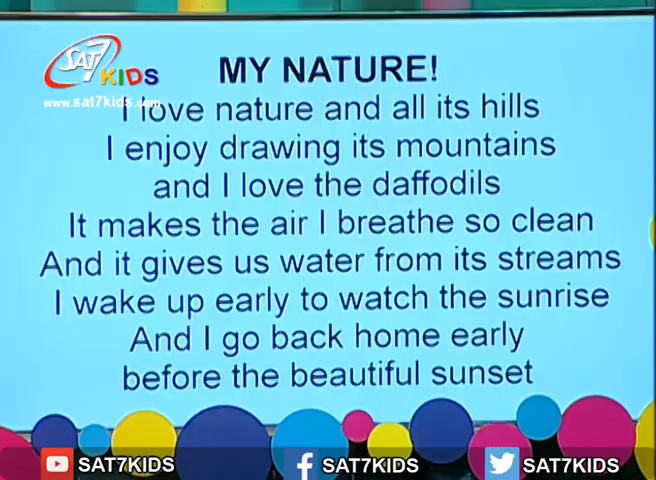 SAT7 KIDS
www.sat7kids.com
MY NATURE!
I love nature and all its hills
I enjoy drawing its mountains
and I love the daffodils
It makes the air I breathe so clean
And it gives us water from its streams
I wake up early to watch the sunrise
And I go back home early
before the beautiful sunset
SAT7KIDS SAT7KIDS SAT7KIDS